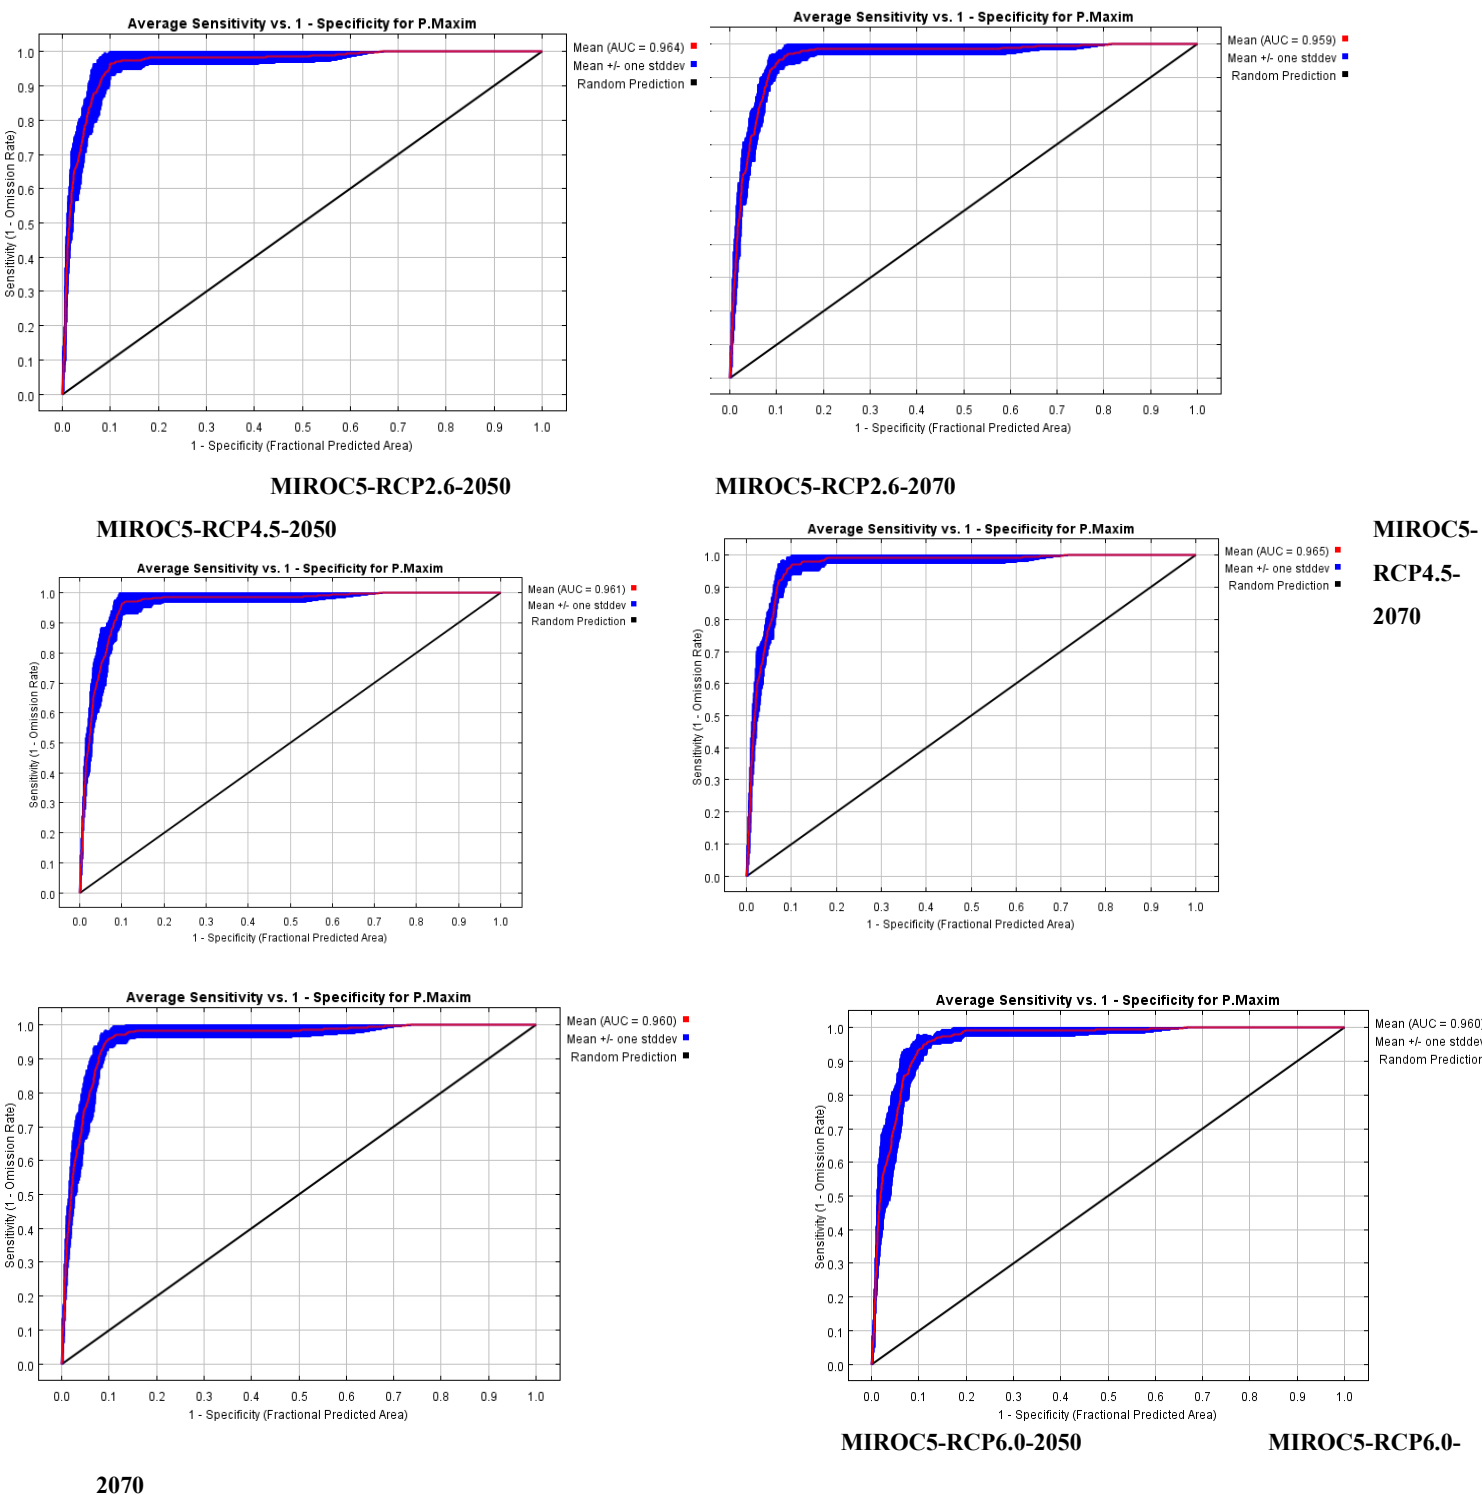 Average Sensitivity vs. 1 - Specificity for P.Maxim
Mean (AUC = 0.964)
Mean +/- one stddev
Random Prediction
Sensitivity (1 - Omission Rate)
1.0
0.9
0.8
0.7
0.6
0.5
0.4
0.3
0.2
0.1
0.0
0.0 0.1 0.2 0.3 0.4 0.5 0.6 0.7 0.8 0.9 1.0
1 - Specificity (Fractional Predicted Area)
Average Sensitivity vs. 1 - Specificity for P.Maxim
Mean (AUC = 0.959)
Mean +/- one stddev
Random Prediction
0.0 0.1 0.2 0.3 0.4 0.5 0.6 0.7 0.8 0.9 1.0
1 - Specificity (Fractional Predicted Area)
MIROC5-RCP2.6-2050 MIROC5-RCP2.6-2070
MIROC5-RCP4.5-2050
Average Sensitivity vs. 1 - Specificity for P.Maxim
Mean (AUC = 0.961)
Mean +/- one stddev
Random Prediction
Sensitivity (1 - Omission Rate)
1.0
0.9
0.8
0.7
0.6
0.5
0.4
0.3
0.2
0.1
0.0
0.0 0.1 0.2 0.3 0.4 0.5 0.6 0.7 0.8 0.9 1.0
1 - Specificity (Fractional Predicted Area)
Average Sensitivity vs. 1 - Specificity for P.Maxim
Mean (AUC = 0.965)
Mean +/- one stddev
Random Prediction
Sensitivity (1 - Omission Rate)
1.0
0.9
0.8
0.7
0.6
0.5
0.4
0.3
0.2
0.1
0.0
0.0 0.1 0.2 0.3 0.4 0.5 0.6 0.7 0.8 0.9 1.0
1 - Specificity (Fractional Predicted Area)
MIROC5-
RCP4.5-
2070
Average Sensitivity vs. 1 - Specificity for P.Maxim
Mean (AUC = 0.960)
Mean +/- one stddev
Random Prediction
Sensitivity (1 - Omission Rate)
1.0
0.9
0.8
0.7
0.6
0.5
0.4
0.3
0.2
0.1
0.0
0.0 0.1 0.2 0.3 0.4 0.5 0.6 0.7 0.8 0.9 1.0
1 - Specificity (Fractional Predicted Area)
Average Sensitivity vs. 1 - Specificity for P.Maxim
Mean (AUC = 0.960)
Mean +/- one stddev
Random Prediction
Sensitivity (1 - Omission Rate)
1.0
0.9
0.8
0.7
0.6
0.5
0.4
0.3
0.2
0.1
0.0
0.0 0.1 0.2 0.3 0.4 0.5 0.6 0.7 0.8 0.9 1.0
1 - Specificity (Fractional Predicted Area)
MIROC5-RCP6.0-2050 MIROC5-RCP6.0-
2070